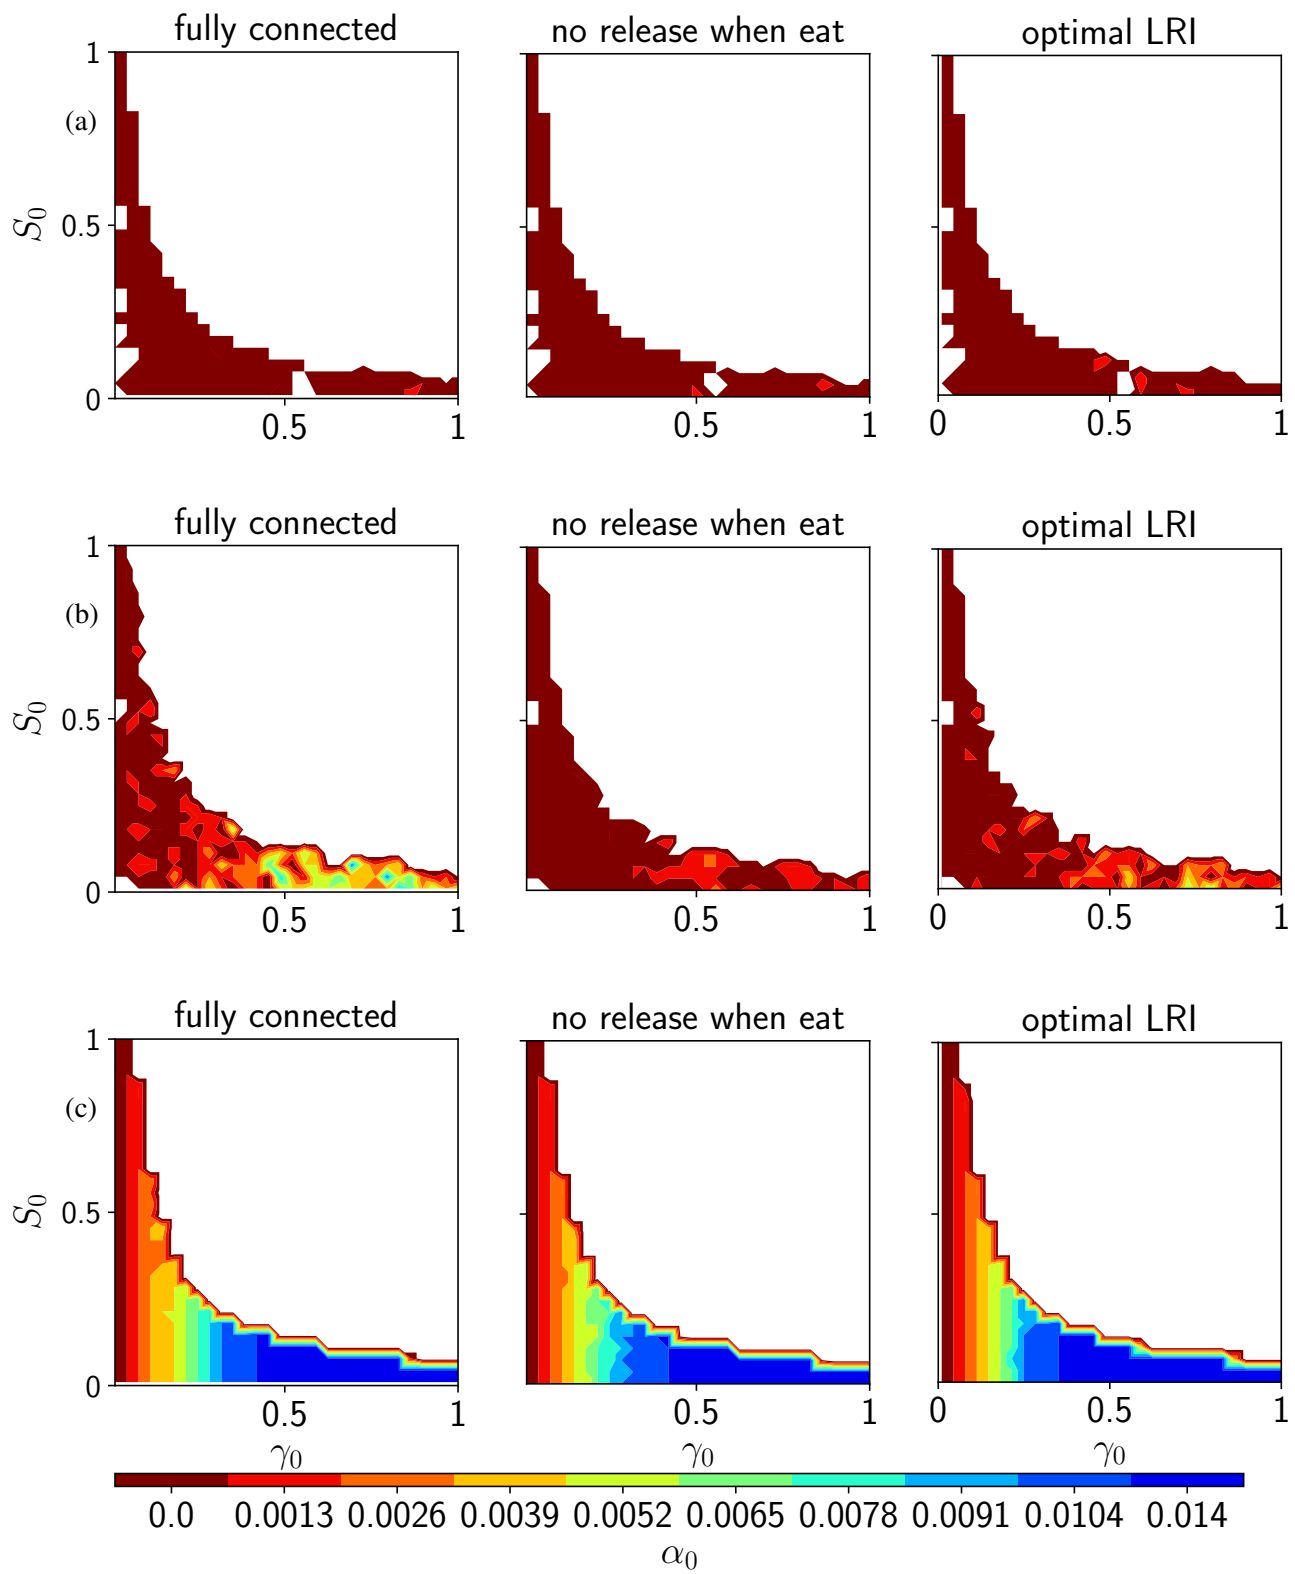 fully connected no release when eat optimal LRI
1
(a)
S₀
0.5
0
0.5 1 0.5 1 0 0.5 1
fully connected no release when eat optimal LRI
1
(b)
S₀
0.5
0
0.5 1 0.5 1 0 0.5 1
fully connected no release when eat optimal LRI
1
(c)
S₀
0.5
0
0.5 1 0.5 1 0 0.5 1
γ₀ γ₀ γ₀
0.0 0.0013 0.0026 0.0039 0.0052 0.0065 0.0078 0.0091 0.0104 0.014
α₀